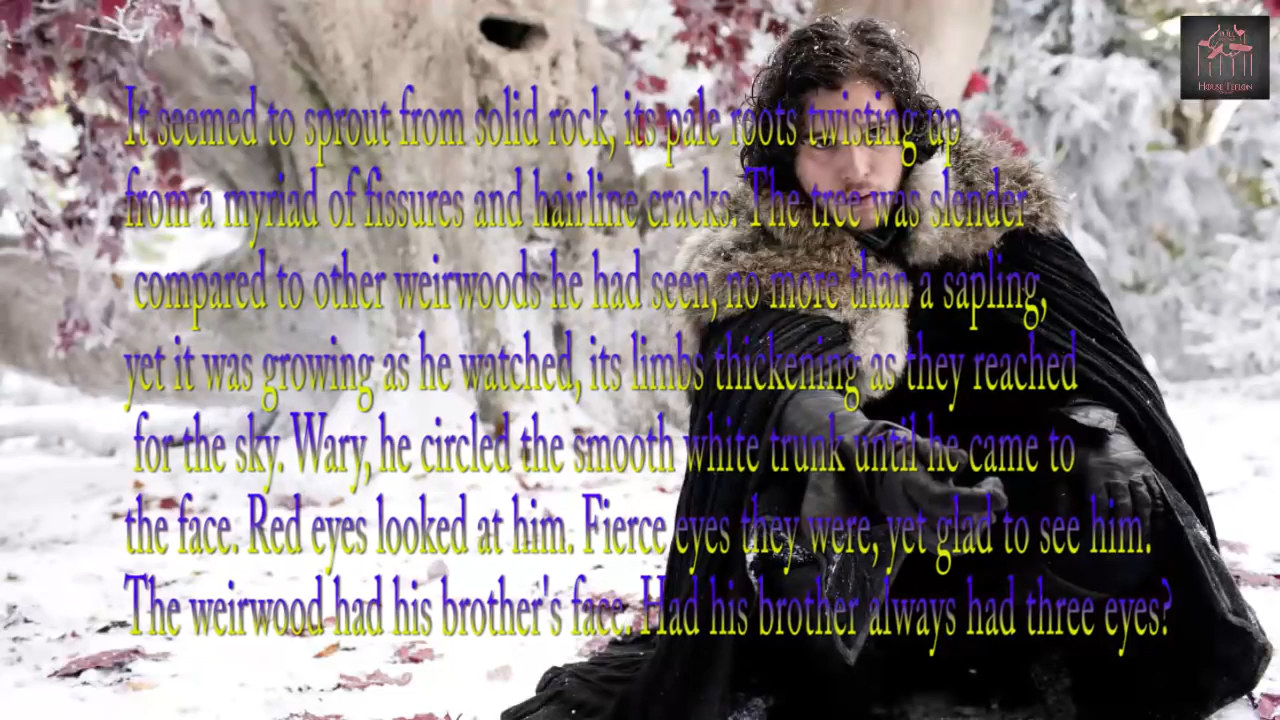 It seemed to sprout from solid rock, its pale roots twisting up
from a myriad of fissures and hairline cracks. The tree was slender
compared to other weirwoods he had seen, no more than a sapling,
yet it was growing as he watched, its limbs thickening as they reached
for the sky. Wary, he circled the smooth white trunk until he came to
the face. Red eyes looked at him. Fierce eyes they were, yet glad to see him.
The weirwood had his brother's face. Had his brother always had three eyes?